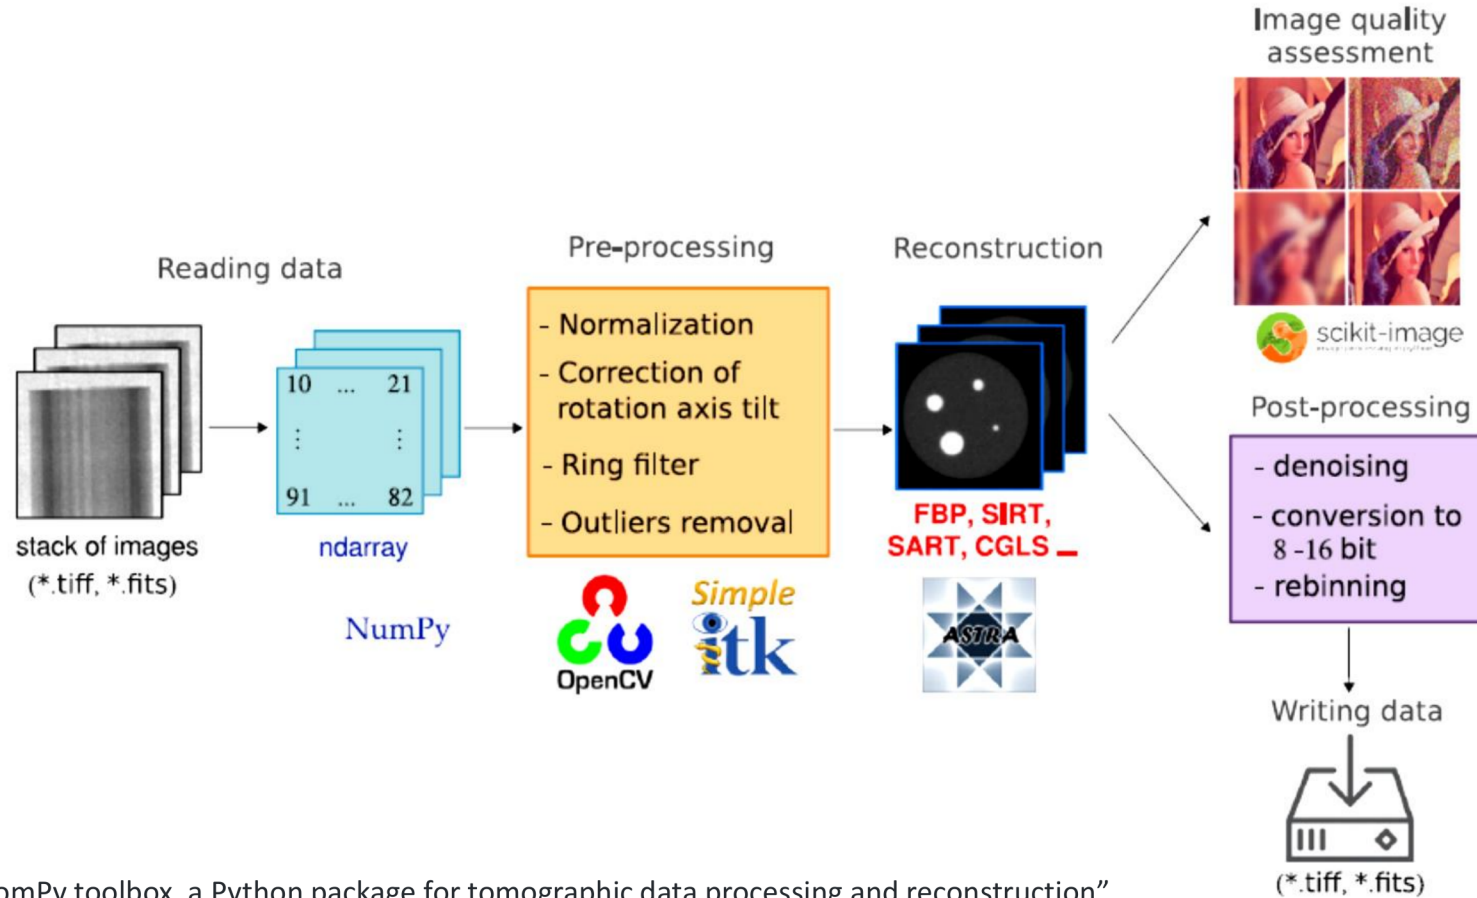 Image quality
assessment
scikit-image
Reading data
Pre-processing
Reconstruction
10 ... 21
91 ... 82
stack of images
(*.tiff, *.fits)
ndarray
NumPy
- Normalization
- Correction of
rotation axis tilt
- Ring filter
- Outliers removal
OpenCV
Simple
itk
FBP, SIRT,
SART, CGLS ...
ASTRA
Post-processing
- denoising
- conversion to
8 -16 bit
- rebinning
Writing data
(*.tiff, *.fits)
toolbox, a Python package for tomographic data processing and reconstruction”